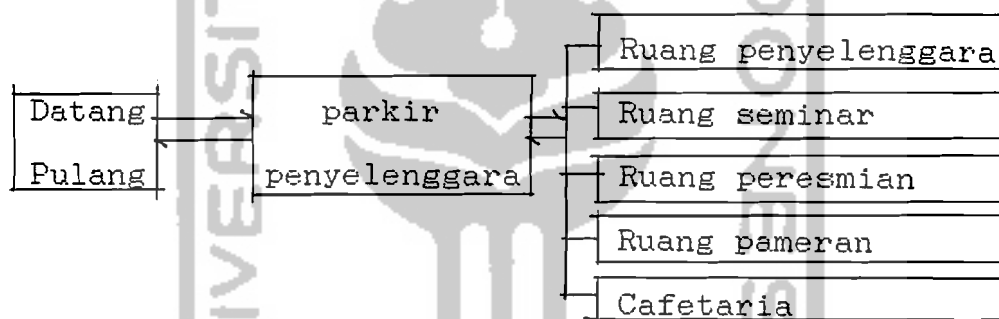 Datang
Pulang
parkir
penyelenggara
Ruang penyelenggara
Ruang seminar
Ruang peresmian
Ruang pameran
Cafetaria